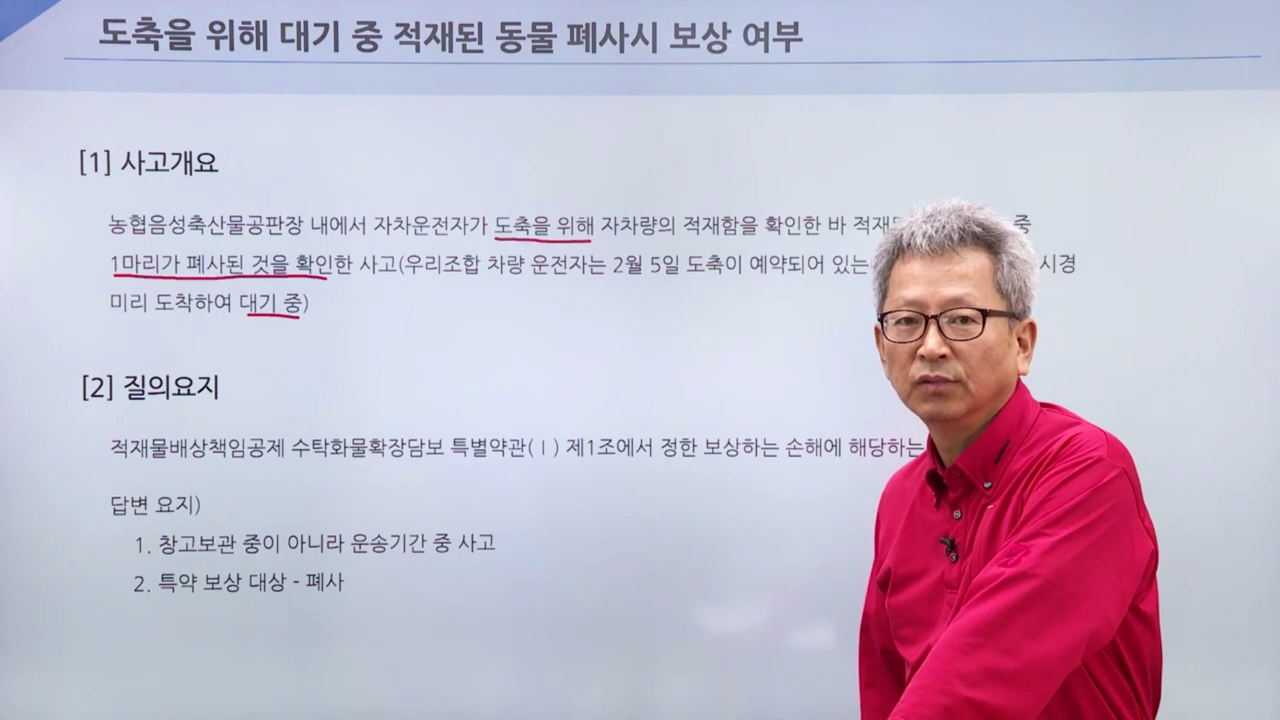 도축을 위해 대기 중 적재된 동물 폐사시 보상 여부
[1] 사고개요
농협음성축산물공판장 내에서 자차운전자가 도축을 위해 자차량의 적재함을 확인한 바 중
1마리가 폐사된 것을 확인한 사고(우리조합 차량 운전자는 2월 5일 도축이 예약되어 있는 시경
미리 도착하여 대기 중)
[2] 질의요지
적재물배상책임공제 수탁화물확장담보 특별약관(Ⅰ) 제1조에서 정한 보상하는 손해에 해당하는
답변 요지)
1. 창고보관 중이 아니라 운송기간 중 사고
2. 특약 보상 대상 - 폐사